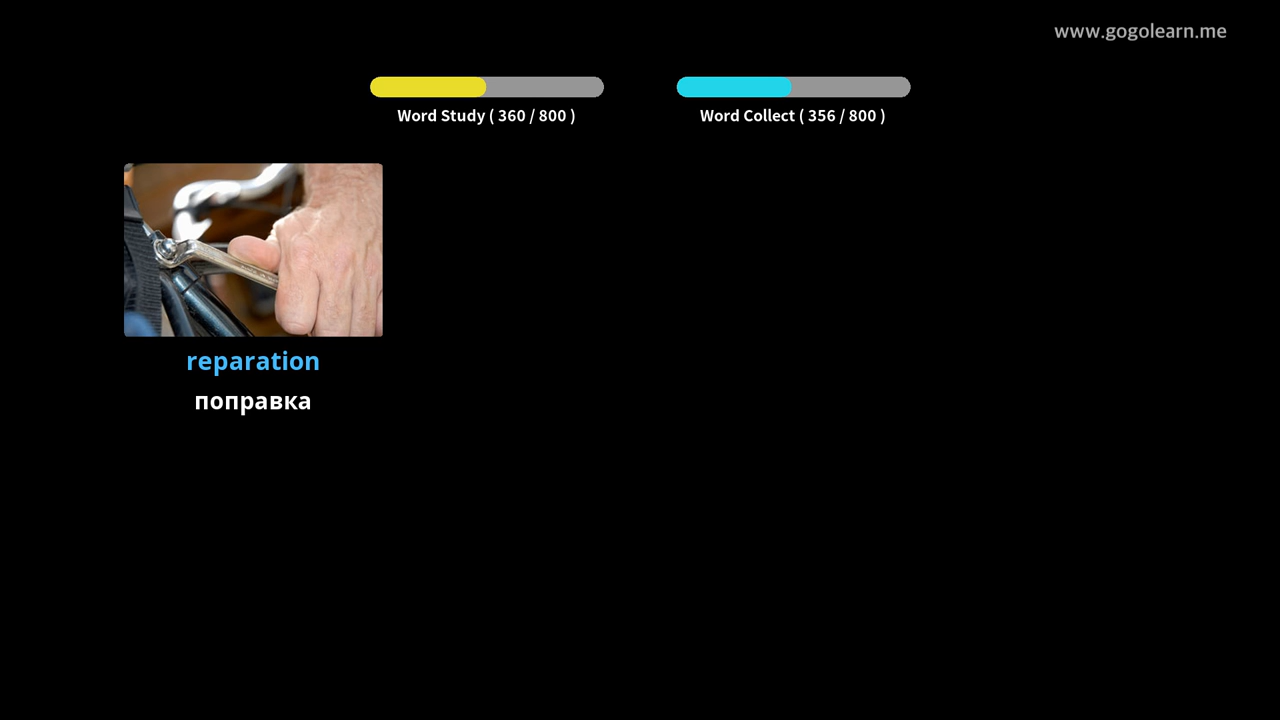 www.gogolearn.me
Word Study ( 360 / 800 )
Word Collect ( 356 / 800 )
reparation
поправка